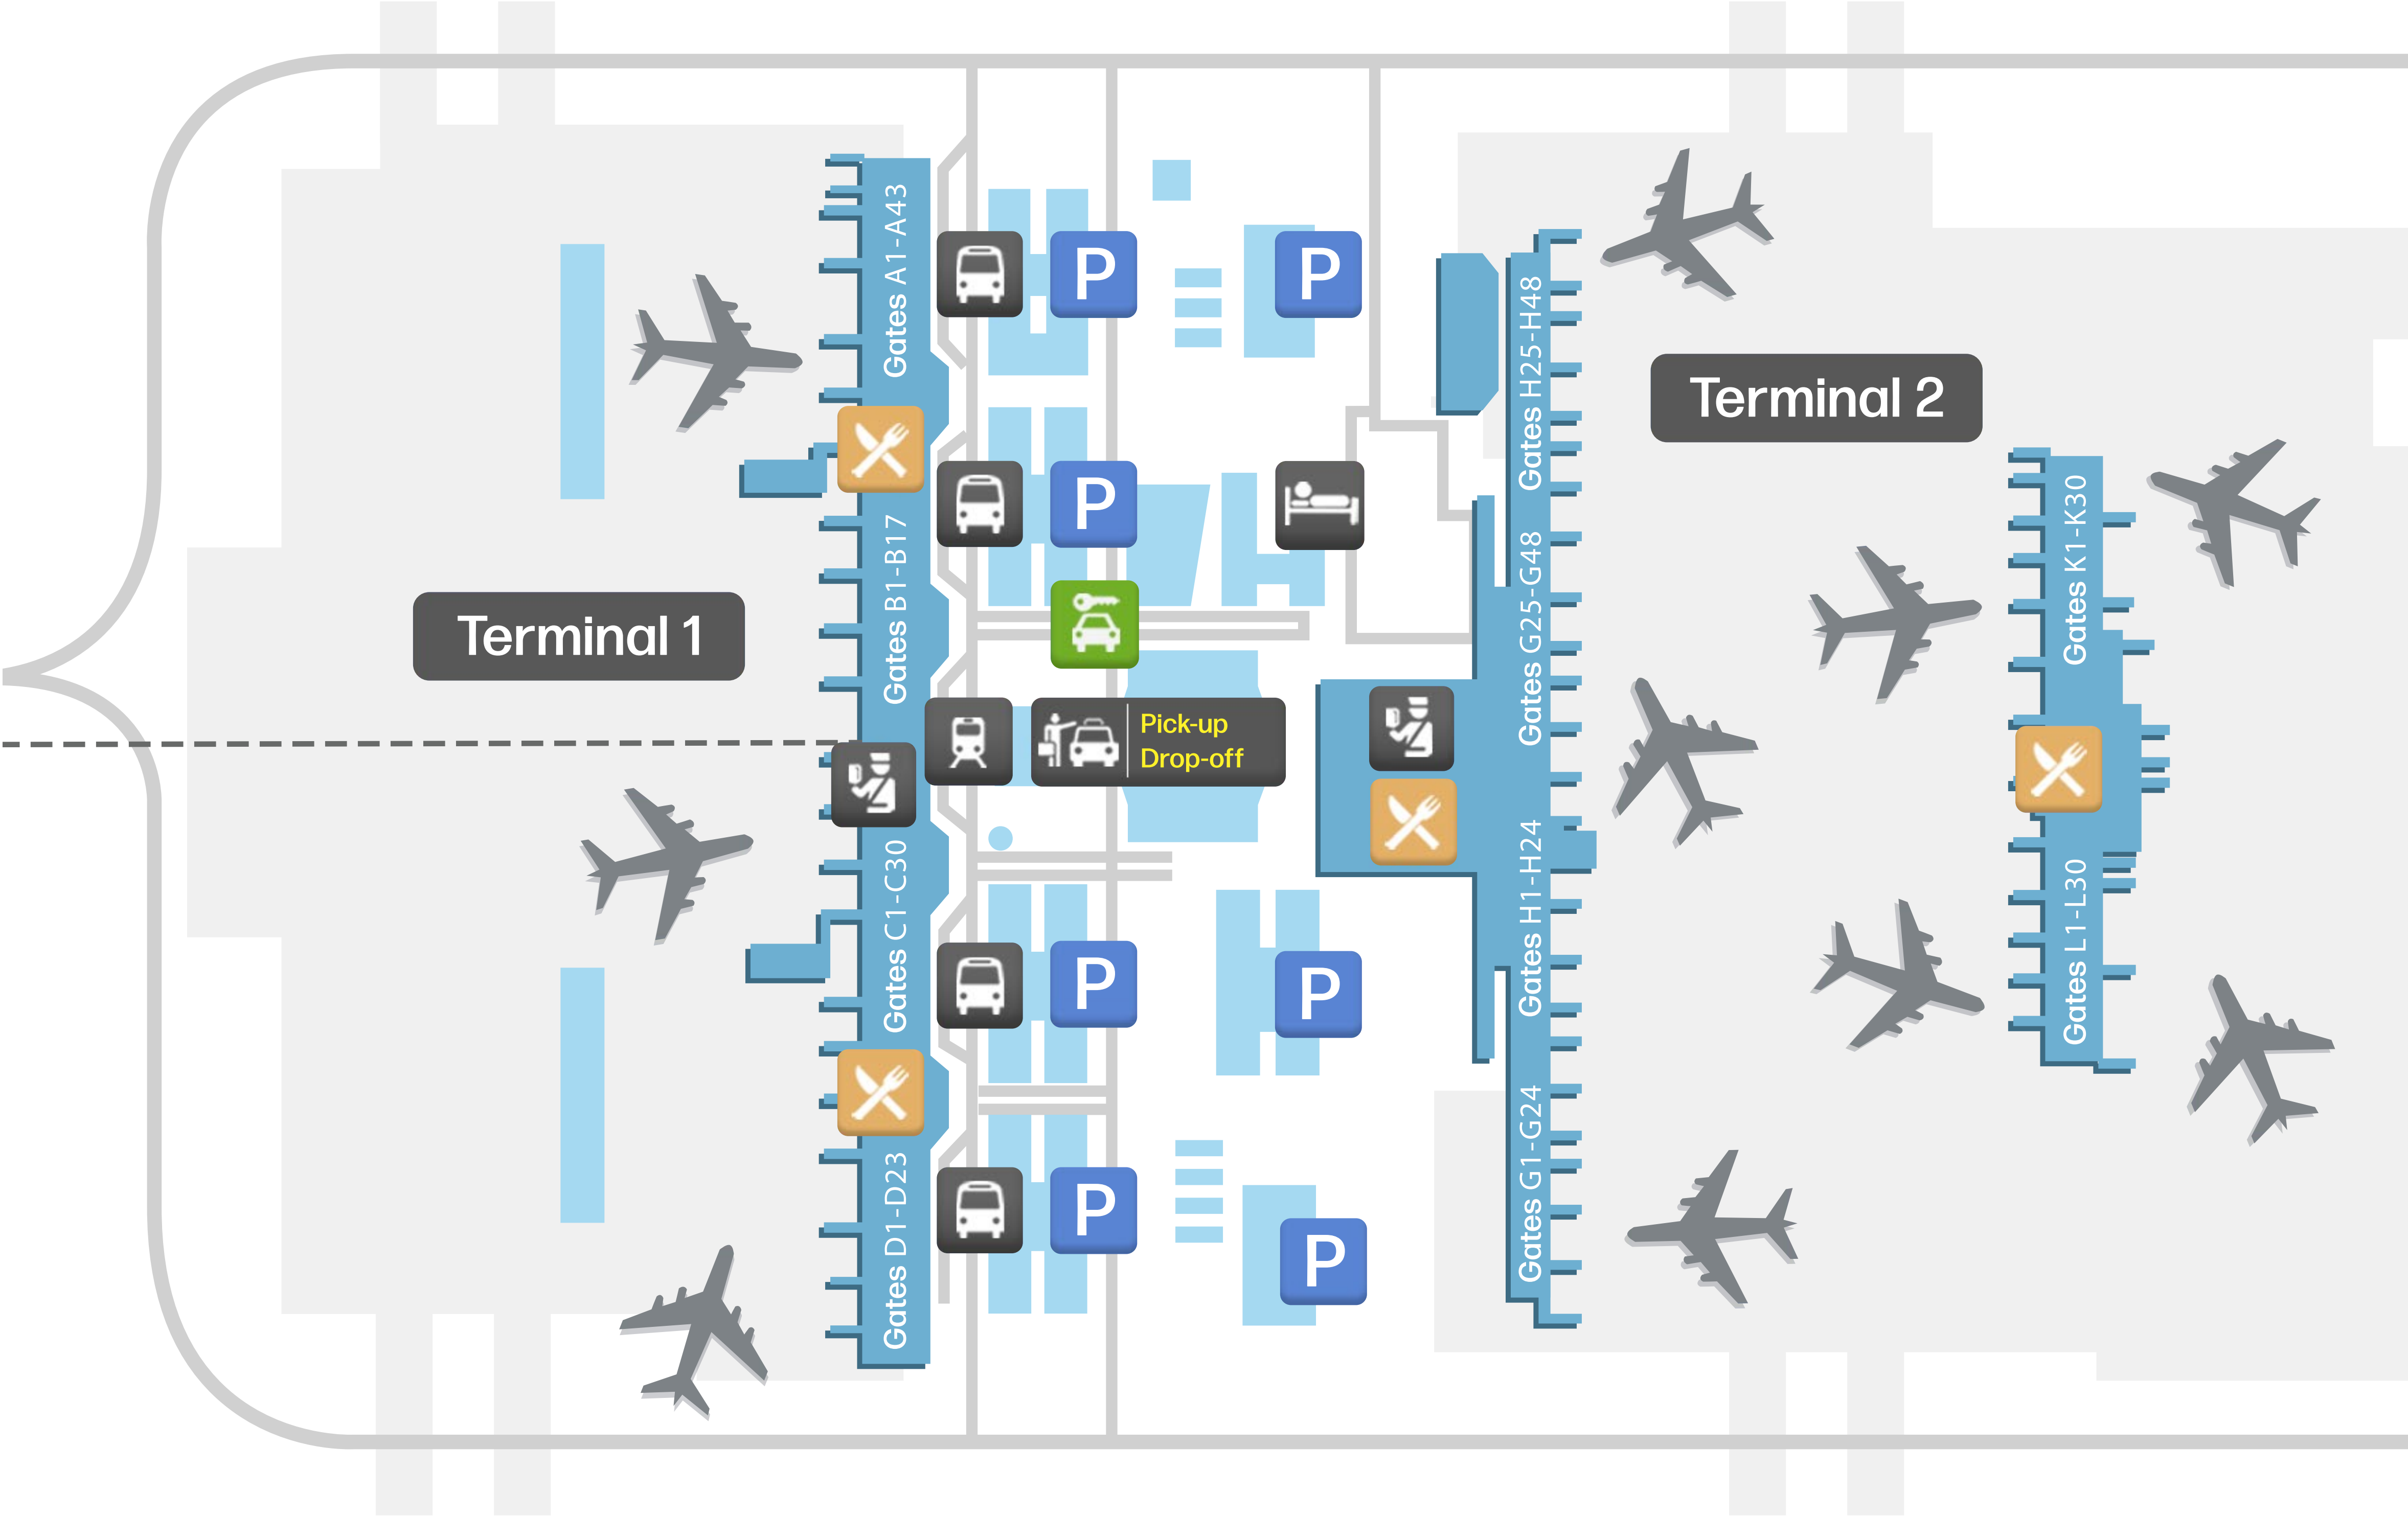 Gates A1-A43
P
P
Gates H25-H48
Terminal 2
P
Gates B1-B17
Gates G25-G48
Gates K1-K30
Terminal 1
Pick-up
Drop-off
Gates C1-C30
P
P
Gates H1-H24
Gates L1-L30
Gates D1-D23
P
P
Gates G1-G24